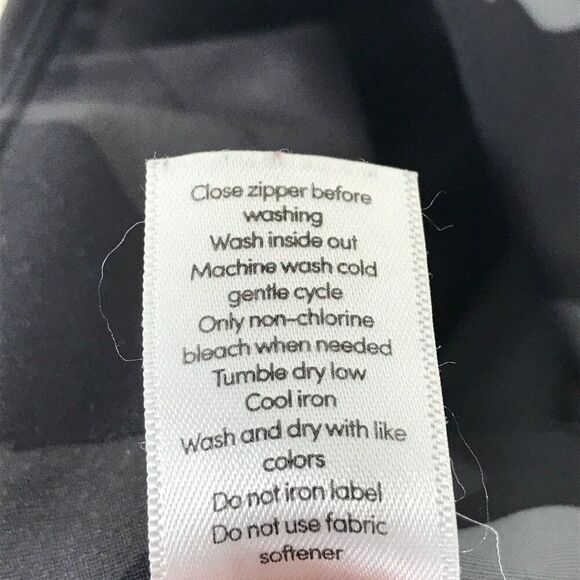 Close zipper before
washing
Wash inside out
Machine wash cold
gentle cycle
Only non-chlorine
bleach when needed
Tumble dry low
Cool iron
Wash and dry with like
colors
Do not iron label
Do not use fabric
softener